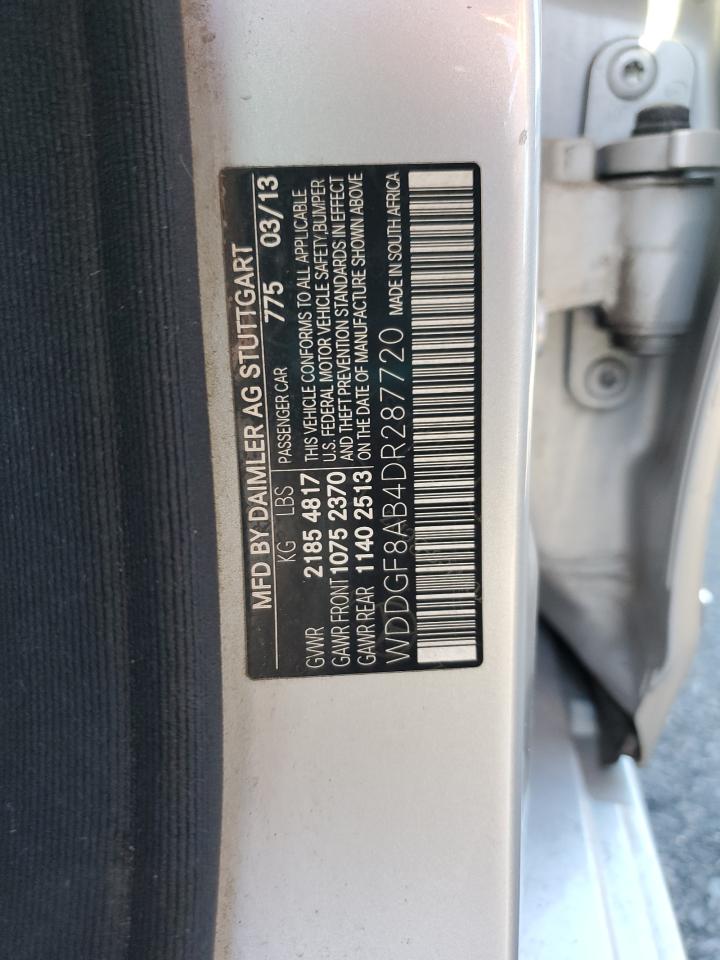 MFD BY DAIMLER AG STUTTGART
KG LBS PASSENGER CAR 775 03/13
GVWR 2185 4817 THIS VEHICLE CONFORMS TO ALL APPLICABLE
GAWR FRONT 1075 2370 U.S. FEDERAL MOTOR VEHICLE SAFETY,BUMPER
GAWR REAR 1140 2513 AND THEFT PREVENTION STANDARDS IN EFFECT
ON THE DATE OF MANUFACTURE SHOWN ABOVE
WDDGF8AB4DR287720 MADE IN SOUTH AFRICA